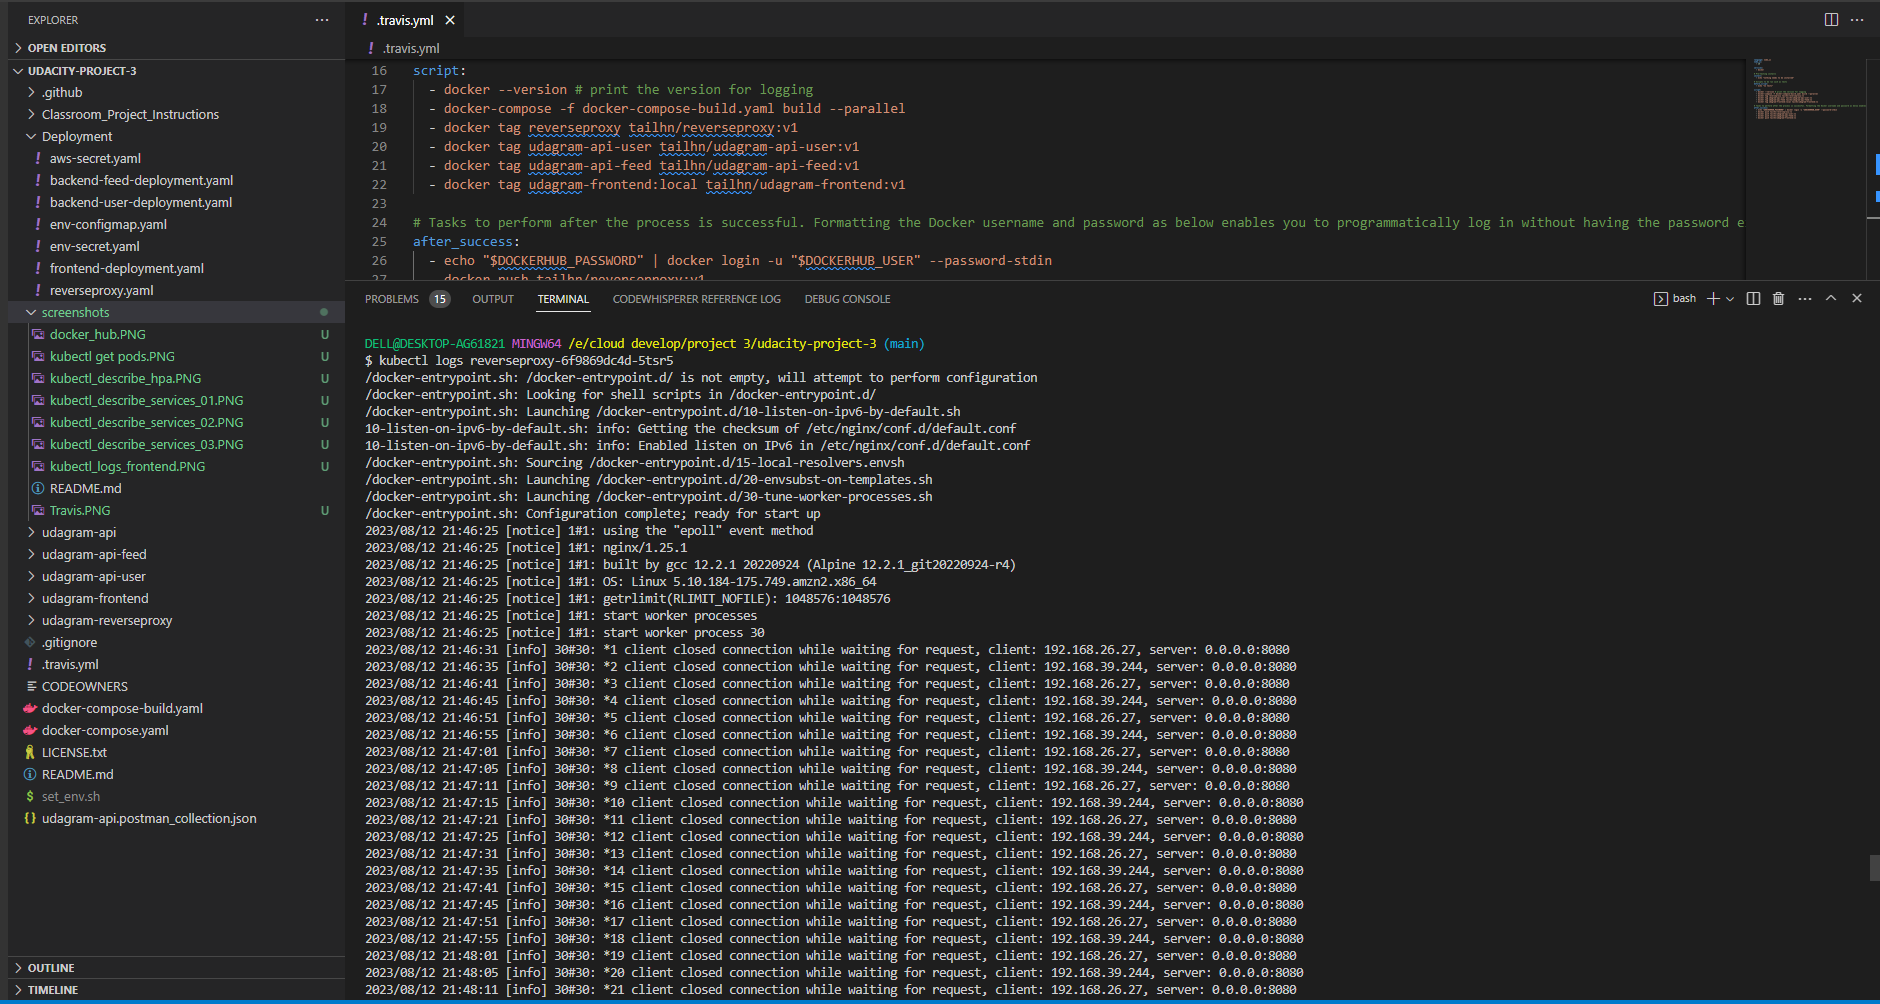 EXPLORER
OPEN EDITORS
UDACITY-PROJECT-3
.github
Classroom_Project_Instructions
Deployment
! aws-secret.yaml
! backend-feed-deployment.yaml
! backend-user-deployment.yaml
! env-configmap.yaml
! env-secret.yaml
! frontend-deployment.yaml
! reverseproxy.yaml
screenshots
docker_hub.PNG U
kubectl get pods.PNG U
kubectl_describe_hpa.PNG U
kubectl_describe_services_01.PNG U
kubectl_describe_services_02.PNG U
kubectl_describe_services_03.PNG U
kubectl_logs_frontend.PNG U
README.md
Travis.PNG U
udagram-api
udagram-api-feed
udagram-api-user
udagram-frontend
udagram-reverseproxy
.gitignore
! .travis.yml
CODEOWNERS
docker-compose-build.yaml
docker-compose.yaml
LICENSE.txt
README.md
$ set_env.sh
{} udagram-api.postman_collection.json
OUTLINE
TIMELINE
! .travis.yml
! .travis.yml
16 script:
17 - docker --version # print the version for logging
18 - docker-compose -f docker-compose-build.yaml build --parallel
19 - docker tag reverseproxy tailhn/reverseproxy:v1
20 - docker tag udagram-api-user tailhn/udagram-api-user:v1
21 - docker tag udagram-api-feed tailhn/udagram-api-feed:v1
22 - docker tag udagram-frontend:local tailhn/udagram-frontend:v1
23
24 # Tasks to perform after the process is successful. Formatting the Docker username and password as below enables you to programmatically log in without having the password e
25 after_success:
26 - echo "$DOCKERHUB_PASSWORD" | docker login -u "$DOCKERHUB_USER" --password-stdin
27 - docker push tailhn/reverseproxy:v1
PROBLEMS 15 OUTPUT TERMINAL CODEWHISPERER REFERENCE LOG DEBUG CONSOLE bash
DELL@DESKTOP-AG61821 MINGW64 /e/cloud develop/project 3/udacity-project-3 (main)
$ kubectl logs reverseproxy-6f9869dc4d-5tsr5
/docker-entrypoint.sh: /docker-entrypoint.d/ is not empty, will attempt to perform configuration
/docker-entrypoint.sh: Looking for shell scripts in /docker-entrypoint.d/
/docker-entrypoint.sh: Launching /docker-entrypoint.d/10-listen-on-ipv6-by-default.sh
10-listen-on-ipv6-by-default.sh: info: Getting the checksum of /etc/nginx/conf.d/default.conf
10-listen-on-ipv6-by-default.sh: info: Enabled listen on IPv6 in /etc/nginx/conf.d/default.conf
/docker-entrypoint.sh: Sourcing /docker-entrypoint.d/15-local-resolvers.envsh
/docker-entrypoint.sh: Launching /docker-entrypoint.d/20-envsubst-on-templates.sh
/docker-entrypoint.sh: Launching /docker-entrypoint.d/30-tune-worker-processes.sh
/docker-entrypoint.sh: Configuration complete; ready for start up
2023/08/12 21:46:25 [notice] 1#1: using the "epoll" event method
2023/08/12 21:46:25 [notice] 1#1: nginx/1.25.1
2023/08/12 21:46:25 [notice] 1#1: built by gcc 12.2.1 20220924 (Alpine 12.2.1_git20220924-r4)
2023/08/12 21:46:25 [notice] 1#1: OS: Linux 5.10.184-175.749.amzn2.x86_64
2023/08/12 21:46:25 [notice] 1#1: getrlimit(RLIMIT_NOFILE): 1048576:1048576
2023/08/12 21:46:25 [notice] 1#1: start worker processes
2023/08/12 21:46:25 [notice] 1#1: start worker process 30
2023/08/12 21:46:31 [info] 30#30: *1 client closed connection while waiting for request, client: 192.168.26.27, server: 0.0.0.0:8080
2023/08/12 21:46:35 [info] 30#30: *2 client closed connection while waiting for request, client: 192.168.39.244, server: 0.0.0.0:8080
2023/08/12 21:46:41 [info] 30#30: *3 client closed connection while waiting for request, client: 192.168.26.27, server: 0.0.0.0:8080
2023/08/12 21:46:45 [info] 30#30: *4 client closed connection while waiting for request, client: 192.168.39.244, server: 0.0.0.0:8080
2023/08/12 21:46:51 [info] 30#30: *5 client closed connection while waiting for request, client: 192.168.26.27, server: 0.0.0.0:8080
2023/08/12 21:46:55 [info] 30#30: *6 client closed connection while waiting for request, client: 192.168.39.244, server: 0.0.0.0:8080
2023/08/12 21:47:01 [info] 30#30: *7 client closed connection while waiting for request, client: 192.168.26.27, server: 0.0.0.0:8080
2023/08/12 21:47:05 [info] 30#30: *8 client closed connection while waiting for request, client: 192.168.39.244, server: 0.0.0.0:8080
2023/08/12 21:47:11 [info] 30#30: *9 client closed connection while waiting for request, client: 192.168.26.27, server: 0.0.0.0:8080
2023/08/12 21:47:15 [info] 30#30: *10 client closed connection while waiting for request, client: 192.168.39.244, server: 0.0.0.0:8080
2023/08/12 21:47:21 [info] 30#30: *11 client closed connection while waiting for request, client: 192.168.26.27, server: 0.0.0.0:8080
2023/08/12 21:47:25 [info] 30#30: *12 client closed connection while waiting for request, client: 192.168.39.244, server: 0.0.0.0:8080
2023/08/12 21:47:31 [info] 30#30: *13 client closed connection while waiting for request, client: 192.168.26.27, server: 0.0.0.0:8080
2023/08/12 21:47:35 [info] 30#30: *14 client closed connection while waiting for request, client: 192.168.39.244, server: 0.0.0.0:8080
2023/08/12 21:47:41 [info] 30#30: *15 client closed connection while waiting for request, client: 192.168.26.27, server: 0.0.0.0:8080
2023/08/12 21:47:45 [info] 30#30: *16 client closed connection while waiting for request, client: 192.168.39.244, server: 0.0.0.0:8080
2023/08/12 21:47:51 [info] 30#30: *17 client closed connection while waiting for request, client: 192.168.26.27, server: 0.0.0.0:8080
2023/08/12 21:47:55 [info] 30#30: *18 client closed connection while waiting for request, client: 192.168.39.244, server: 0.0.0.0:8080
2023/08/12 21:48:01 [info] 30#30: *19 client closed connection while waiting for request, client: 192.168.26.27, server: 0.0.0.0:8080
2023/08/12 21:48:05 [info] 30#30: *20 client closed connection while waiting for request, client: 192.168.39.244, server: 0.0.0.0:8080
2023/08/12 21:48:11 [info] 30#30: *21 client closed connection while waiting for request, client: 192.168.26.27, server: 0.0.0.0:8080